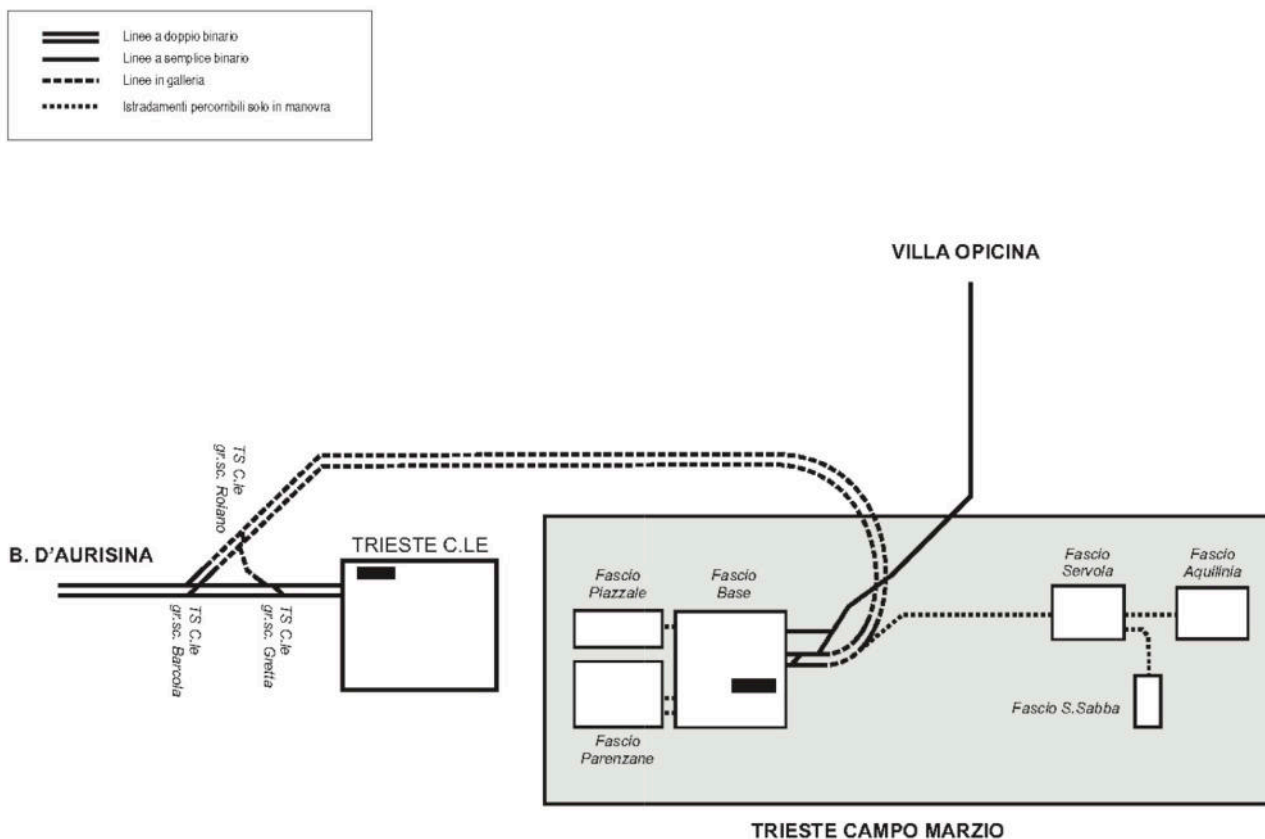 Linee a doppio binario
Linee a semplice binario
Linee in galleria
Istradamenti percorribili solo in manovra
VILLA OPICINA
TS C.le
gr.sc. Roiano
B. D'AURISINA
TRIESTE C.LE
TS C.le
gr.sc. Barcola
TS C.le
gr.sc. Gretta
Fascio
Piazzale
Fascio
Base
Fascio
Servola
Fascio
Aquilinia
Fascio S.Sabba
Fascio
Parenzane
TRIESTE CAMPO MARZIO